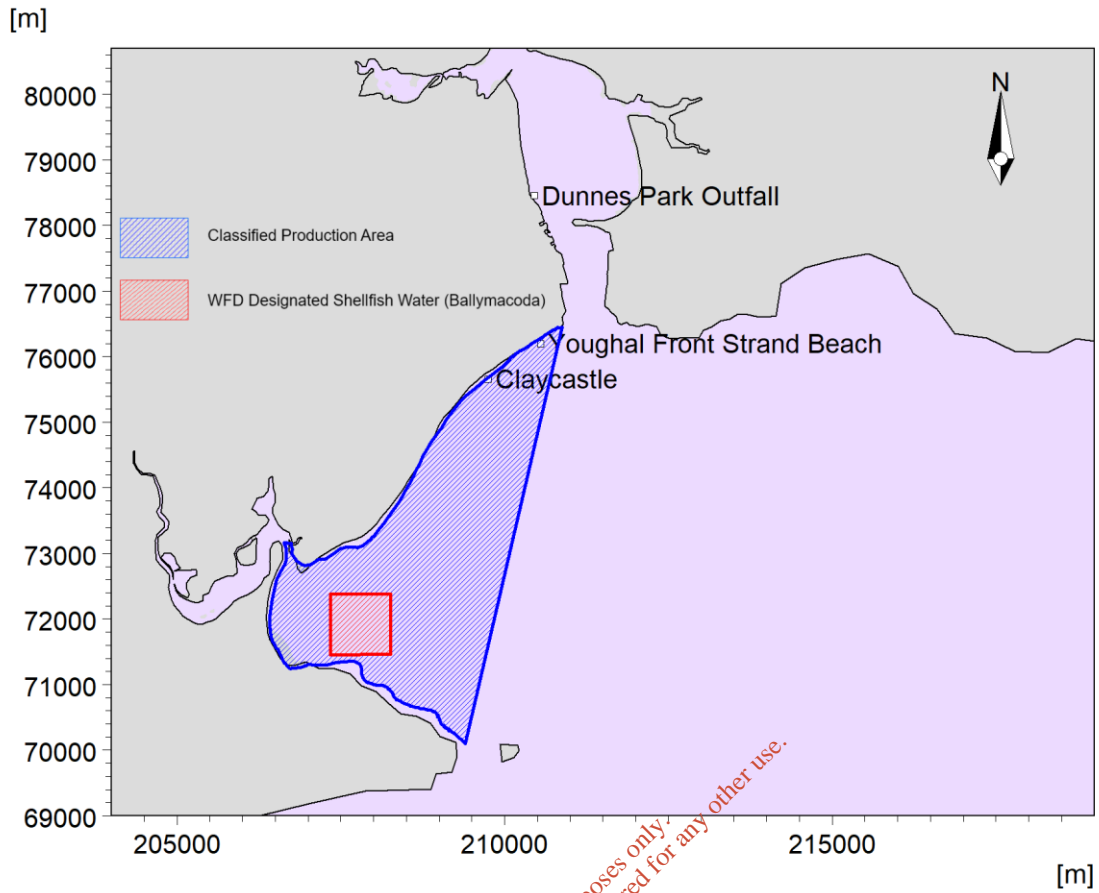 [m]
80000
79000
78000
77000
76000
75000
74000
73000
72000
71000
70000
69000
N
Dunnes Park Outfall
Classified Production Area
WFD Designated Shellfish Water (Ballymacoda)
Youghal Front Strand Beach
Claycastle
oses only.
red for any other use.
205000 210000 215000
[m]